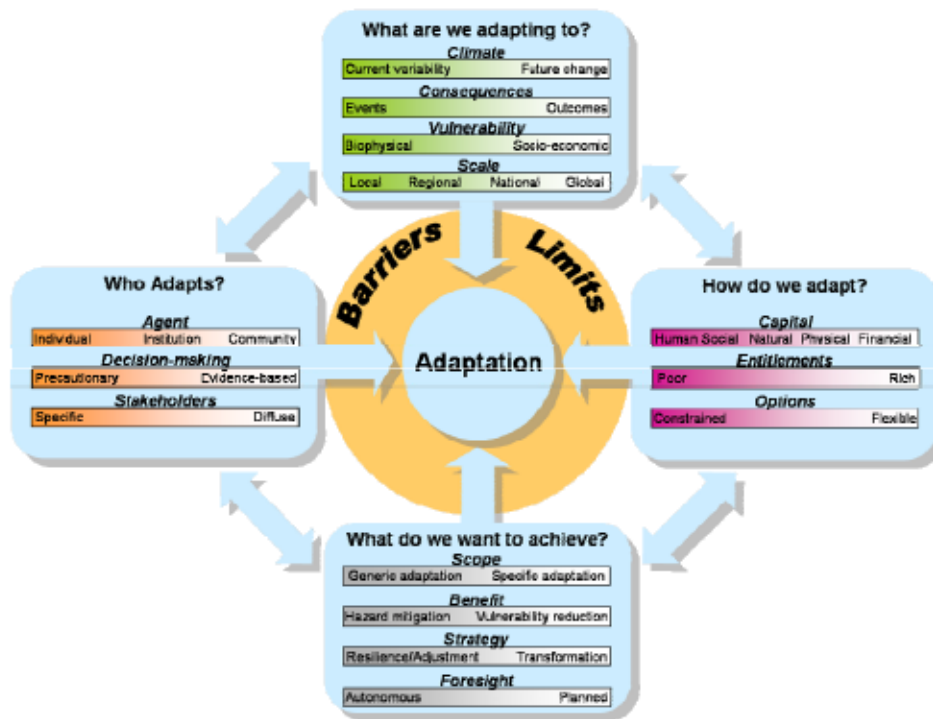 What are we adapting to?
Climate
Current variability Future change
Consequences
Events Outcomes
Vulnerability
Biophysical Socio-economic
Scale
Local Regional National Global
Barriers
Limits
Who Adapts?
Agent
Individual Institution Community
Decision-making
Precautionary Evidence-based
Stakeholders
Specific Diffuse
Adaptation
How do we adapt?
Capital
Human Social Natural Physical Financial
Entitlements
Poor Rich
Options
Constrained Flexible
What do we want to achieve?
Scope
Generic adaptation Specific adaptation
Benefit
Hazard mitigation Vulnerability reduction
Strategy
Resilience/Adjustment Transformation
Foresight
Autonomous Planned